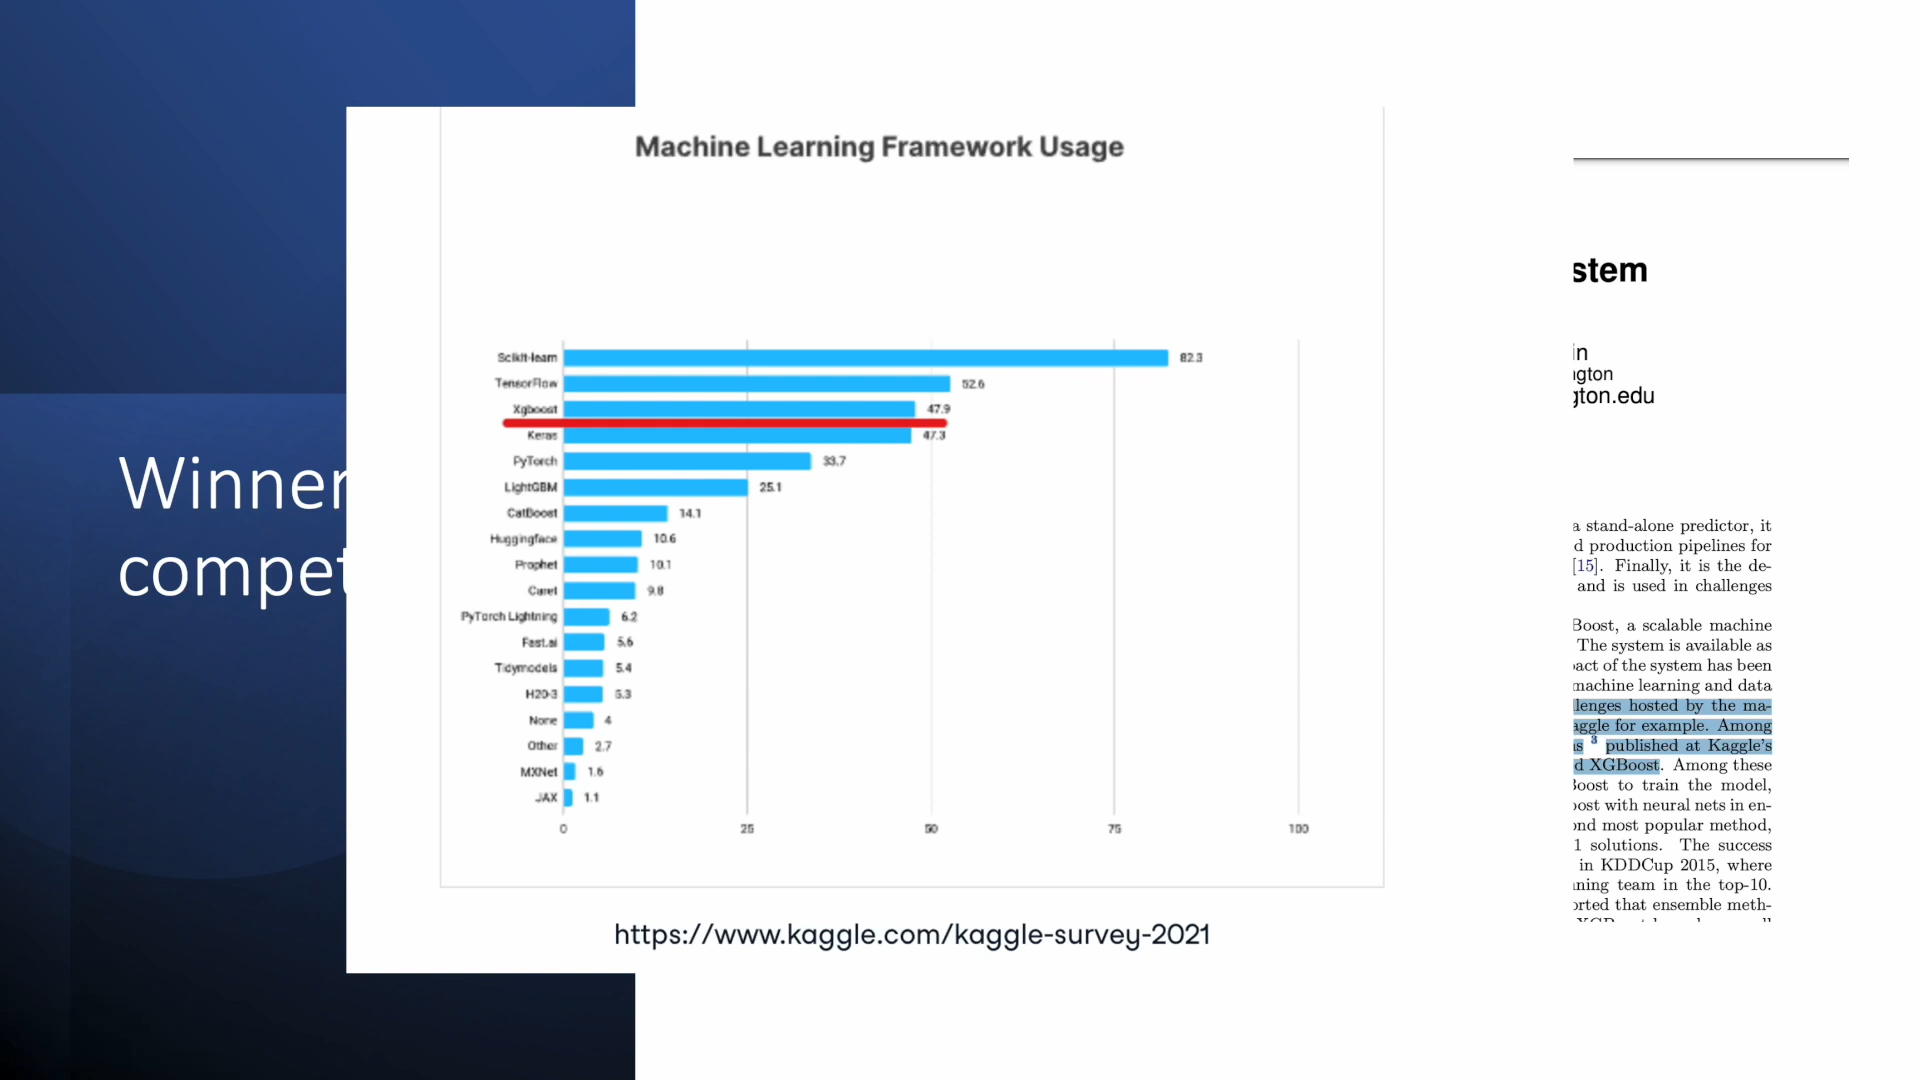 Winner
compet
Machine Learning Framework Usage
Scikit-learn 82.3
TensorFlow 52.6
Xgboost 47.9
Keras 47.3
PyTorch 33.7
LightGBM 25.1
CatBoost 14.1
Huggingface 10.6
Prophet 10.1
Caret 9.8
PyTorch Lightning 6.2
Fast.ai 5.6
Tidymodels 5.4
H20-3 5.3
None 4
Other 2.7
MXNet 1.6
JAX 1.1
0 25 50 75 100
https://www.kaggle.com/kaggle-survey-2021
stem
in
ngton
gton.edu
a stand-alone predictor, it
d production pipelines for
[15]. Finally, it is the de-
and is used in challenges
Boost, a scalable machine
The system is available as
pact of the system has been
machine learning and data
lenges hosted by the ma-
aggle for example. Among
ns 3 published at Kaggle's
d XGBoost. Among these
Boost to train the model,
oost with neural nets in en-
ond most popular method,
1 solutions. The success
in KDDCup 2015, where
nning team in the top-10.
orted that ensemble meth-